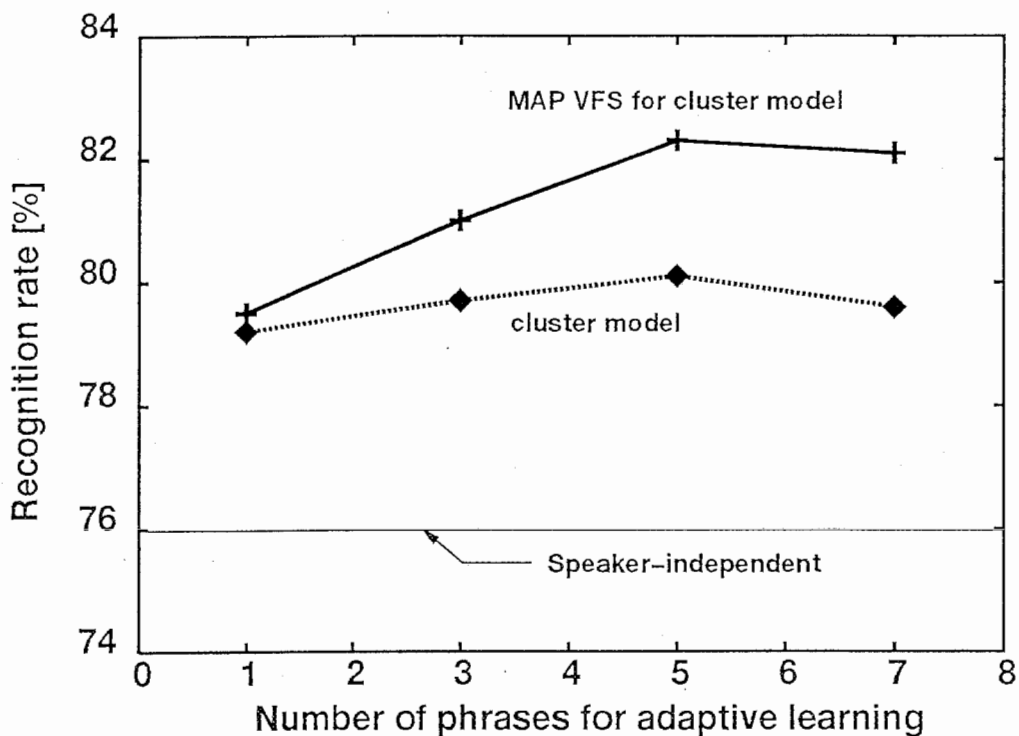 84
82
80
78
76
74
Recognition rate [%]
MAP VFS for cluster model
cluster model
Speaker-independent
0 1 2 3 4 5 6 7 8
Number of phrases for adaptive learning